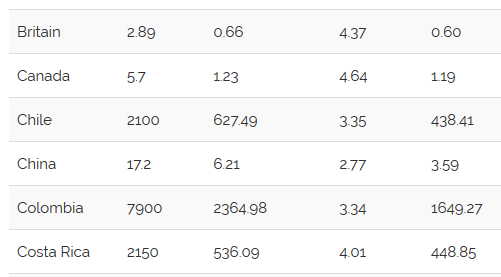 Britain 2.89 0.66 4.37 0.60
Canada 5.7 1.23 4.64 1.19
Chile 2100 627.49 3.35 438.41
China 17.2 6.21 2.77 3.59
Colombia 7900 2364.98 3.34 1649.27
Costa Rica 2150 536.09 4.01 448.85